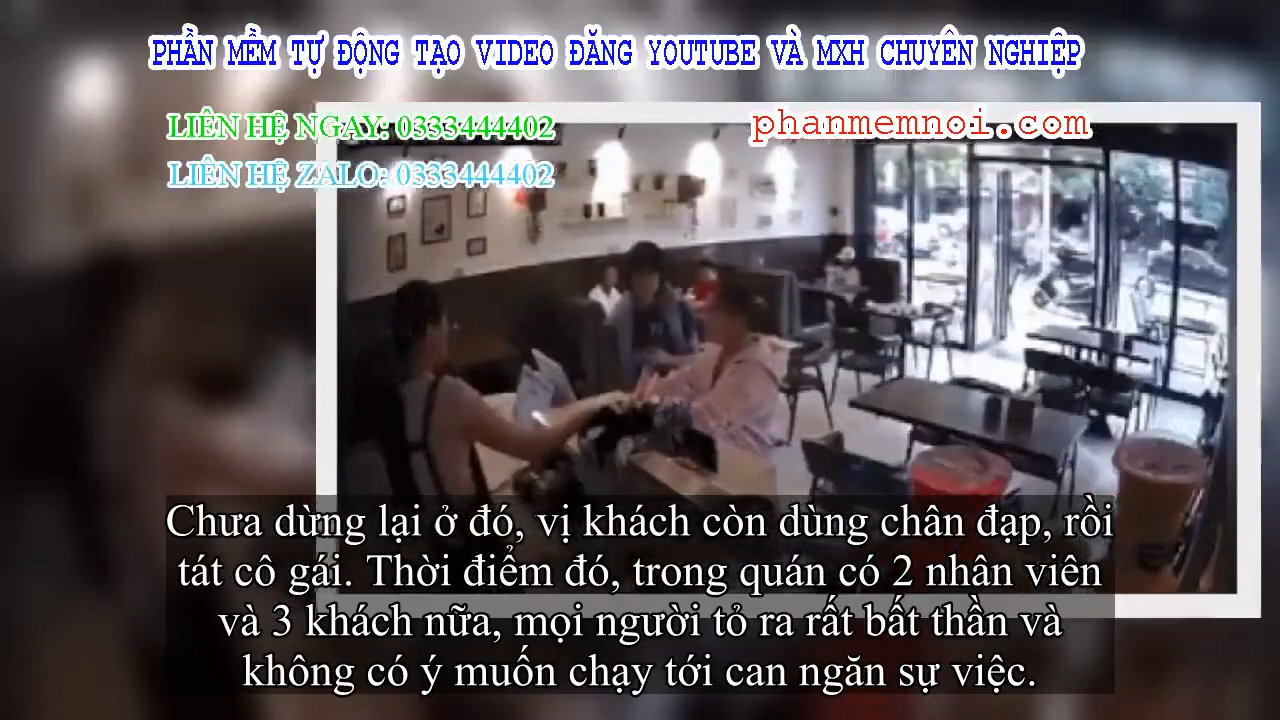 PHẦN MỀM TỰ ĐỘNG TẠO VIDEO ĐĂNG YOUTUBE VÀ MXH CHUYÊN NGHIỆP
LIÊN HỆ NGAY: 0333444402
phanmemnoi.com
LIÊN HỆ ZALO: 0333444402
Chưa dừng lại ở đó, vị khách còn dùng chân đạp, rồi
tát cô gái. Thời điểm đó, trong quán có 2 nhân viên
và 3 khách nữa, mọi người tỏ ra rất bất thần và
không có ý muốn chạy tới can ngăn sự việc.